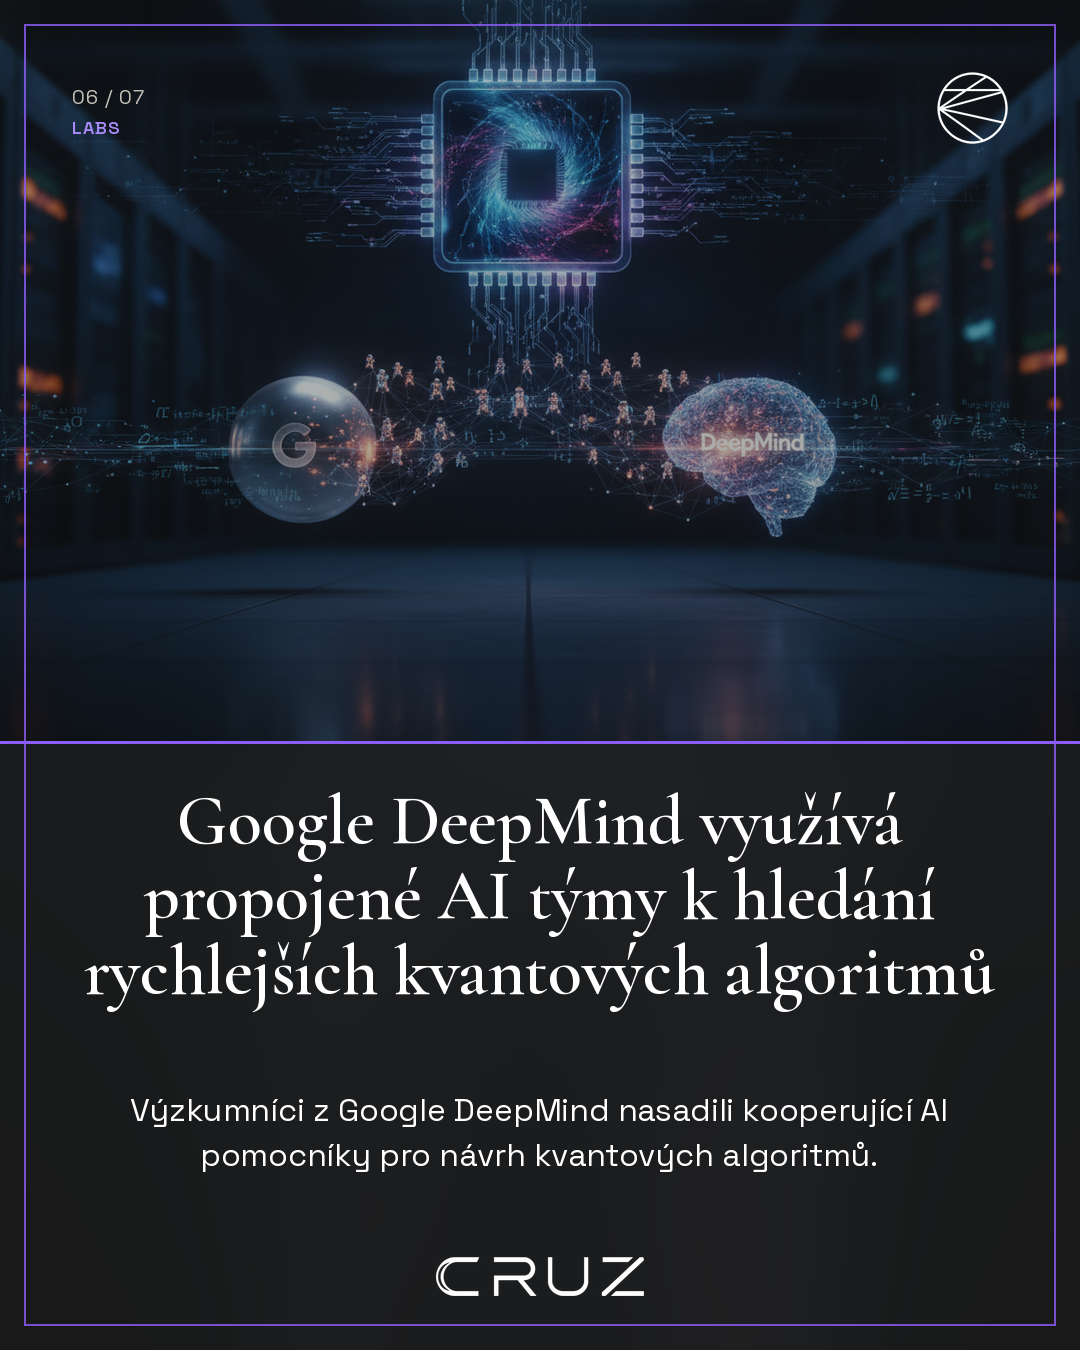 06 / 07
LABS
G
DeepMind
Google DeepMind využívá
propojené AI týmy k hledání
rychlejších kvantových algoritmů
Výzkumníci z Google DeepMind nasadili kooperující AI
pomocníky pro návrh kvantových algoritmů.
CRUZ